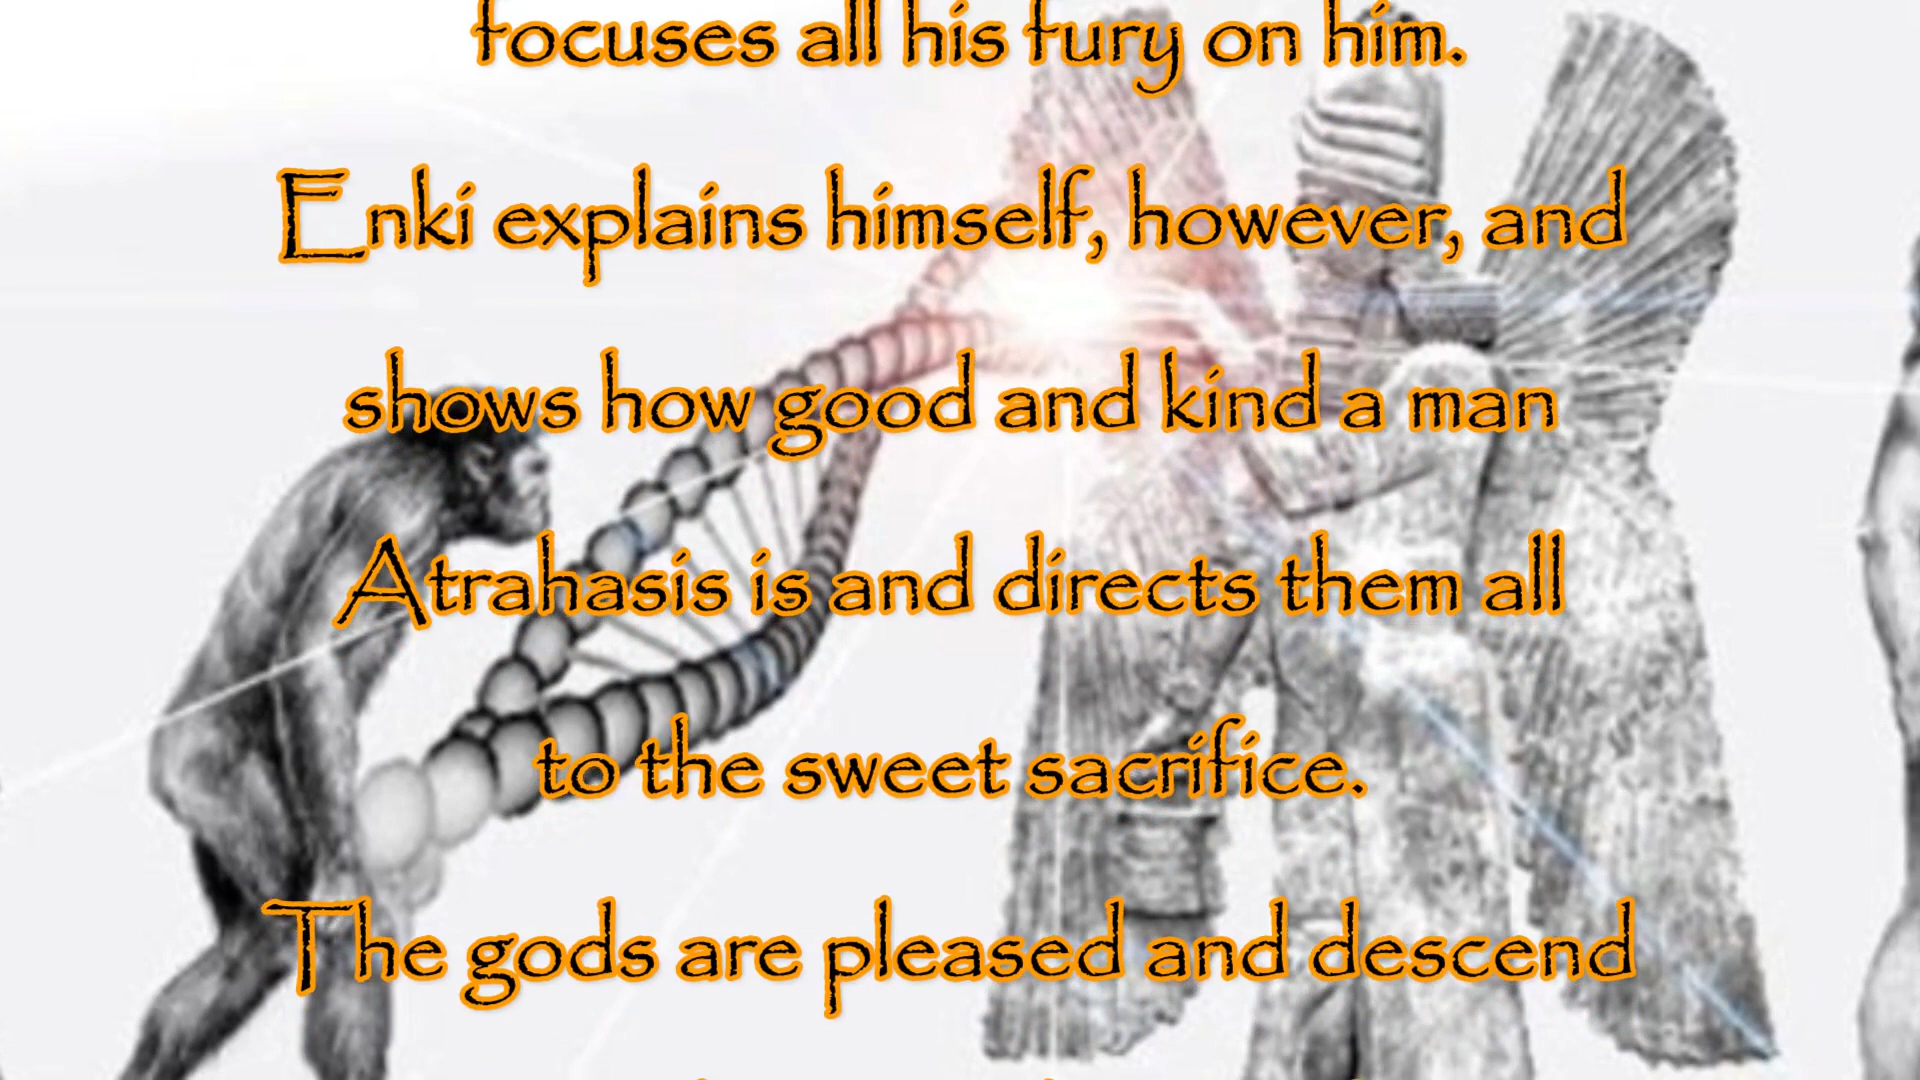 focuses all his fury on him.
Enki explains himself, however, and
shows how good and kind a man
Atrahasis is and directs them all
to the sweet sacrifice.
The gods are pleased and descend